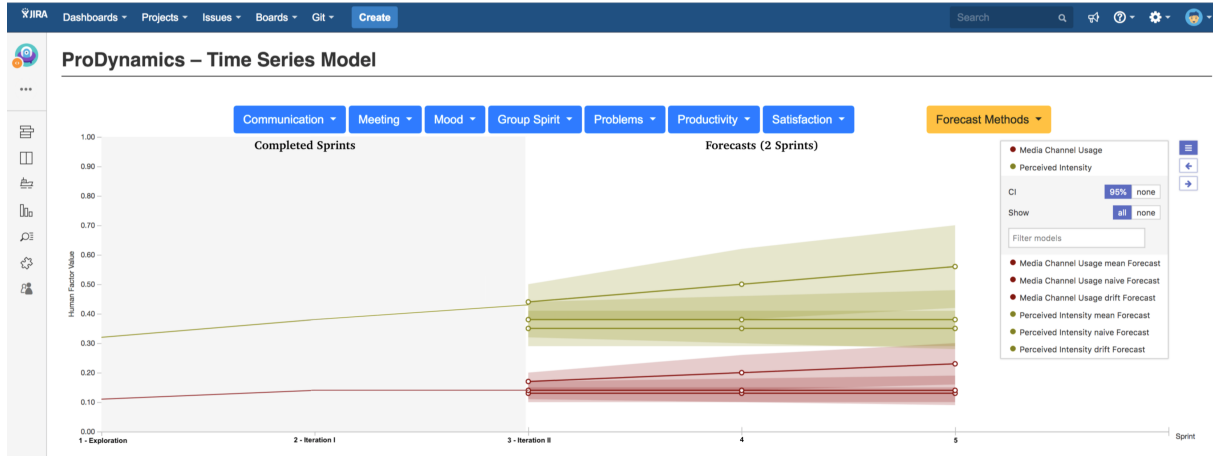 JIRA Dashboards Projects Issues Boards Git Create Search
ProDynamics – Time Series Model
Communication Meeting Mood Group Spirit Problems Productivity Satisfaction Forecast Methods
Completed Sprints Forecasts (2 Sprints)
Media Channel Usage
Perceived Intensity
CI 95% none
Show all none
Filter models
Media Channel Usage mean Forecast
Media Channel Usage naive Forecast
Media Channel Usage drift Forecast
Perceived Intensity mean Forecast
Perceived Intensity naive Forecast
Perceived Intensity drift Forecast
Human Factor Value
1.00
0.90
0.80
0.70
0.60
0.50
0.40
0.30
0.20
0.10
0.00
1 - Exploration 2 - Iteration I 3 - Iteration II 4 5 Sprint